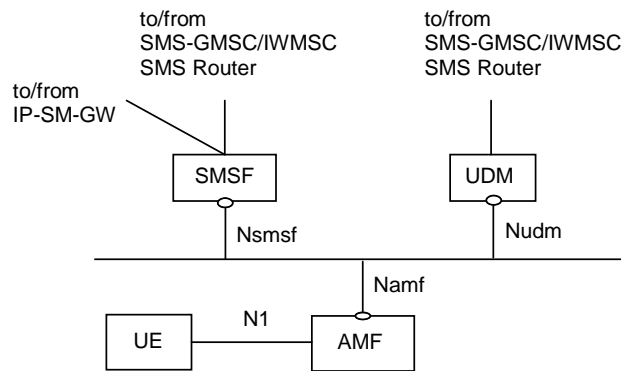 to/from
SMS-GMSC/IWMSC
SMS Router
to/from
SMS-GMSC/IWMSC
SMS Router
to/from
IP-SM-GW
SMSF
UDM
Nsmsf
Nudm
Namf
N1
UE
AMF